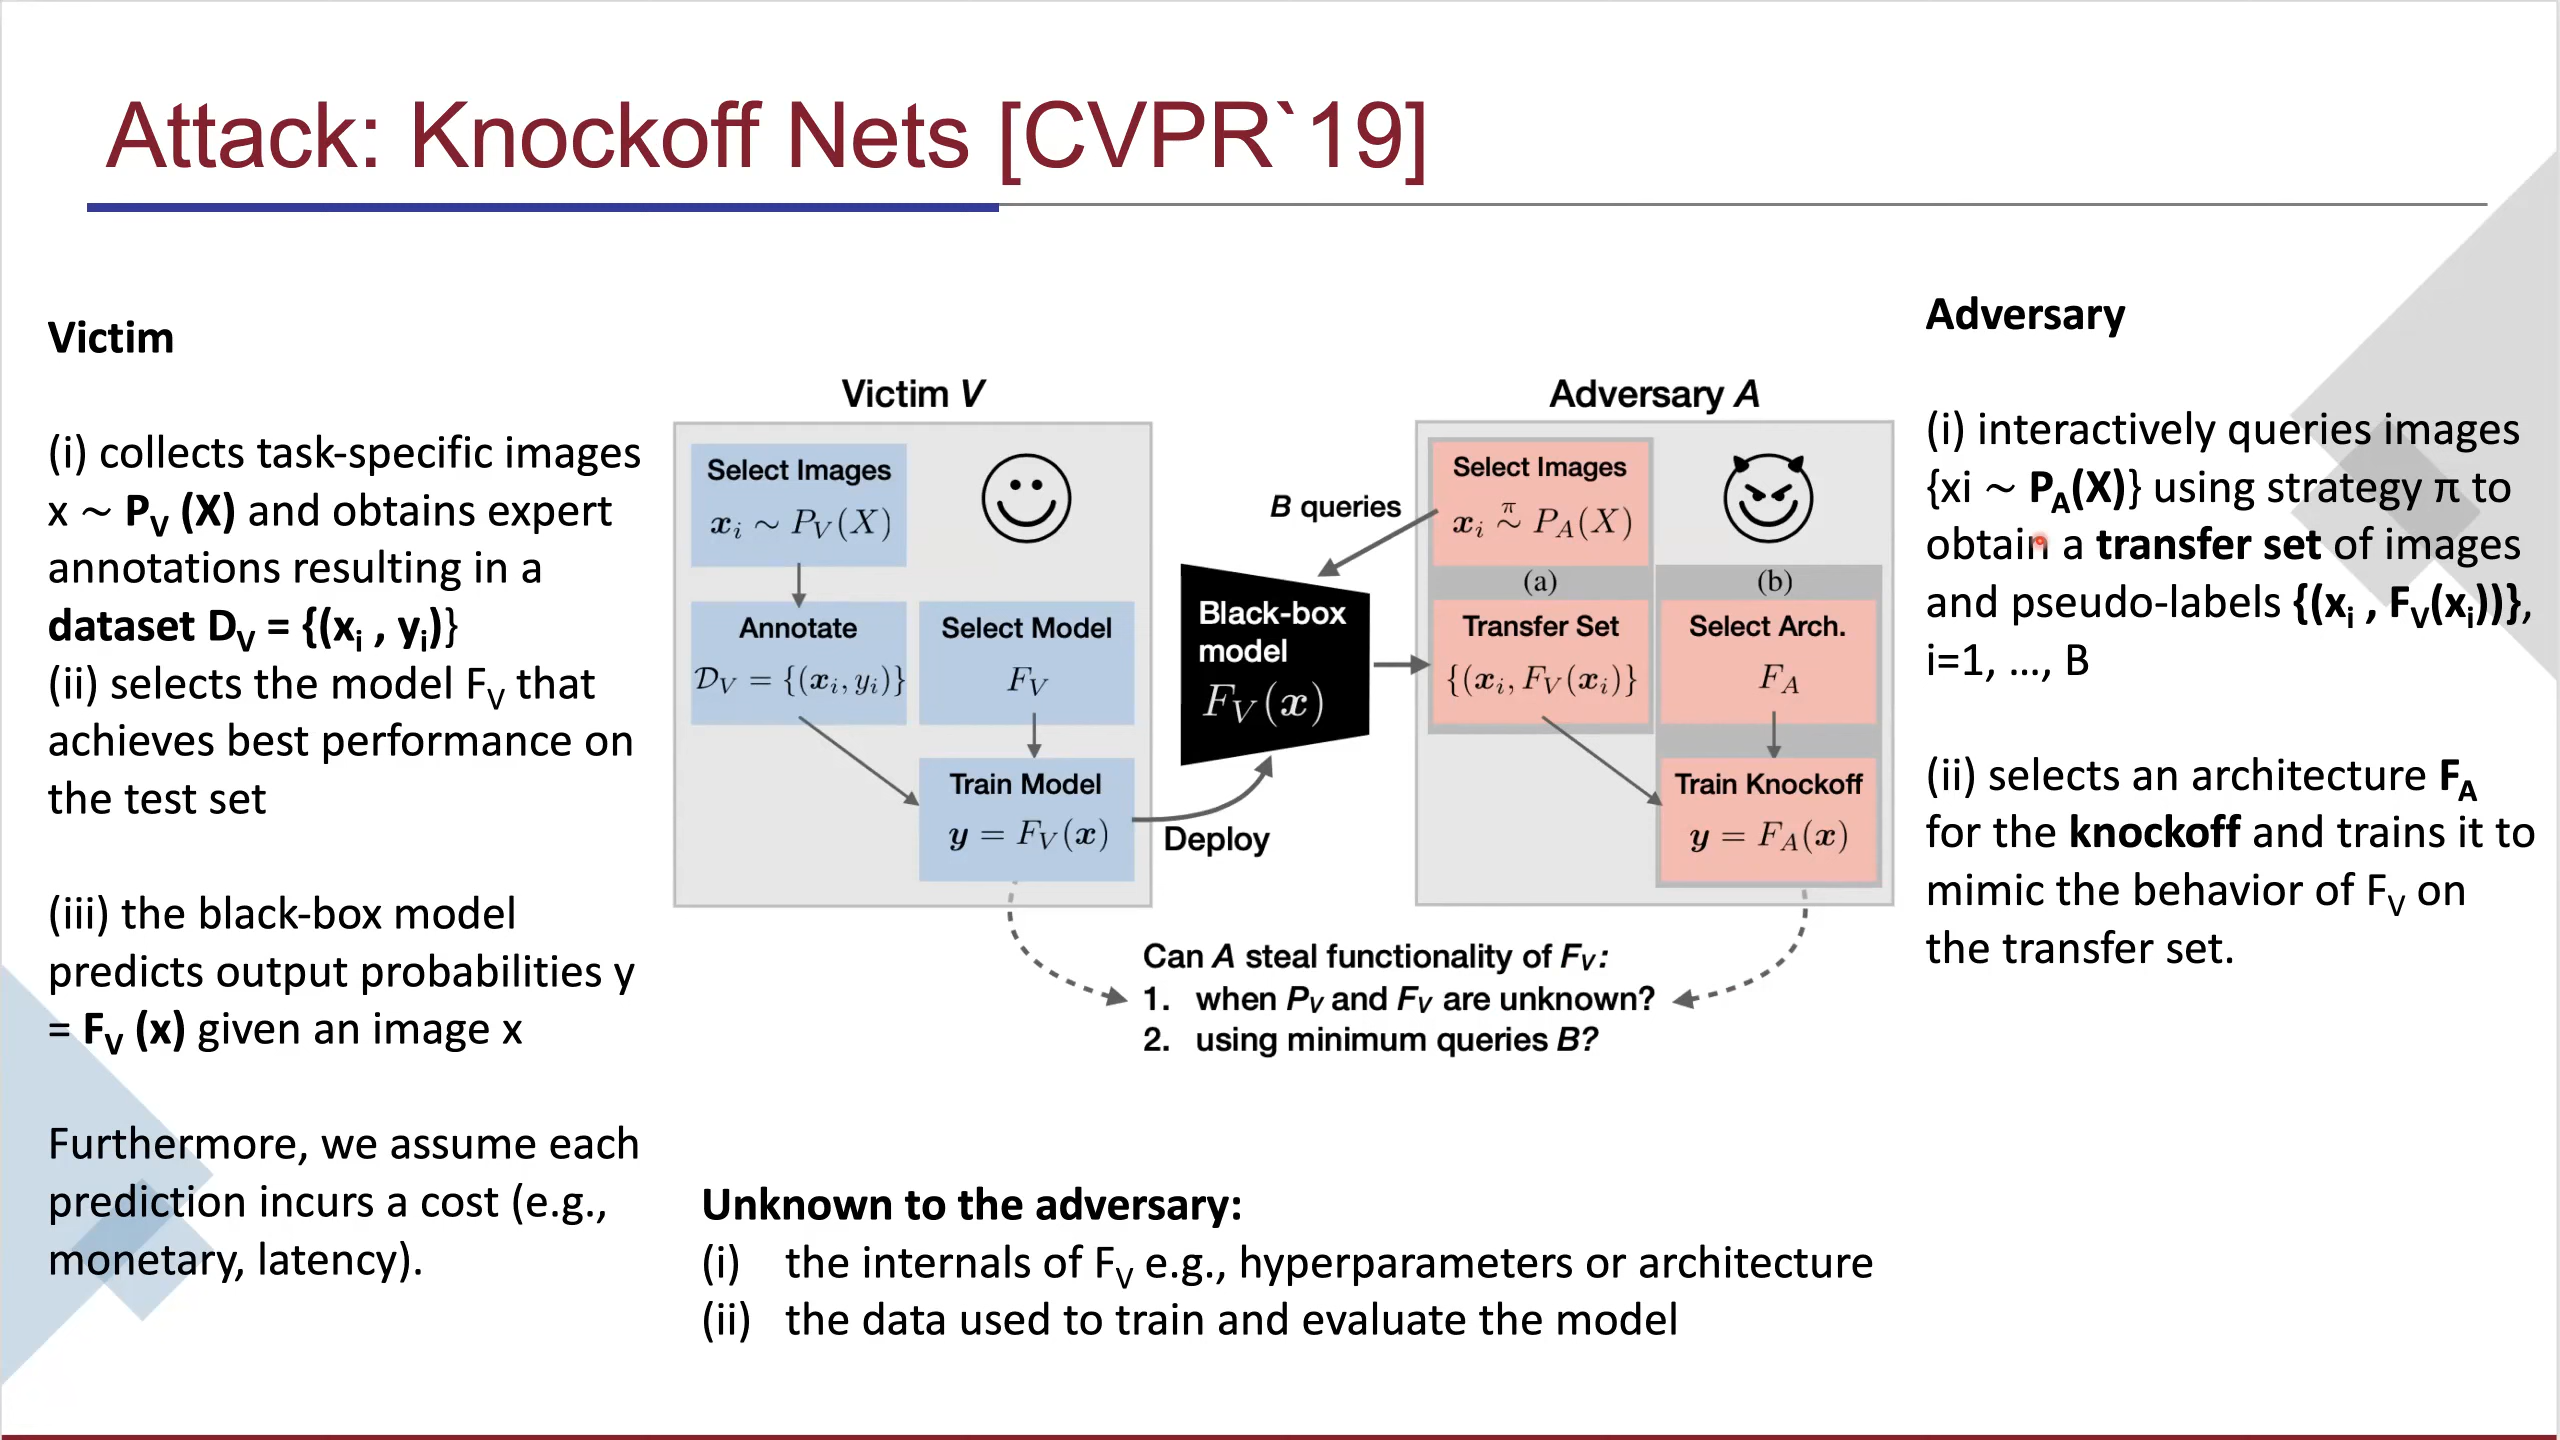 Attack: Knockoff Nets [CVPR`19]
Victim
(i) collects task-specific images
x ~ PV (X) and obtains expert
annotations resulting in a
dataset DV = {(xi , yi)}
(ii) selects the model FV that
achieves best performance on
the test set
(iii) the black-box model
predicts output probabilities y
= FV (x) given an image x
Furthermore, we assume each
prediction incurs a cost (e.g.,
monetary, latency).
Victim V
Select Images
xi ~ PV(X)
Annotate
DV = {(xi, yi)}
Select Model
FV
Train Model
y = FV(x)
Deploy
B queries
Black-box
model
FV(x)
Adversary A
Select Images
xi π~ PA(X)
(a)
Transfer Set
{(xi, FV(xi)}
(b)
Select Arch.
FA
Train Knockoff
y = FA(x)
Can A steal functionality of FV:
1. when PV and FV are unknown?
2. using minimum queries B?
Unknown to the adversary:
(i) the internals of FV e.g., hyperparameters or architecture
(ii) the data used to train and evaluate the model
Adversary
(i) interactively queries images
{xi ~ PA(X)} using strategy π to
obtain a transfer set of images
and pseudo-labels {(xi , FV(xi))},
i=1, …, B
(ii) selects an architecture FA
for the knockoff and trains it to
mimic the behavior of FV on
the transfer set.